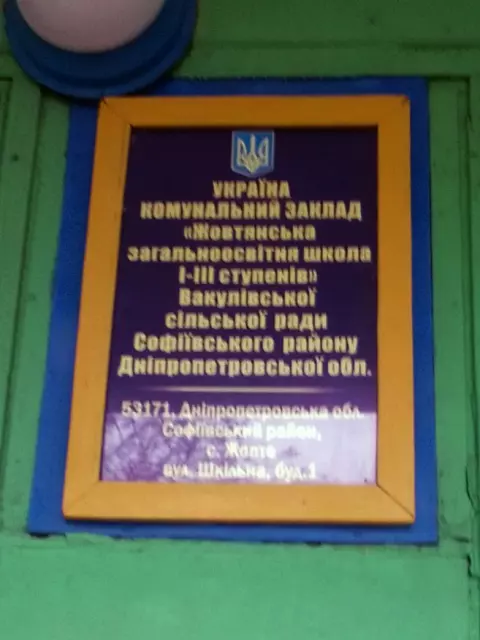 УКРАЇНА
КОМУНАЛЬНИЙ ЗАКЛАД
«Жовтянська
загальноосвітня школа
І-ІІІ ступенів»
Вакулівської
сільської ради
Софіївського району
Дніпропетровської обл.
53171, Дніпропетровська обл.
Софіївський район,
с. Жовте
вул. Шкільна, буд.1